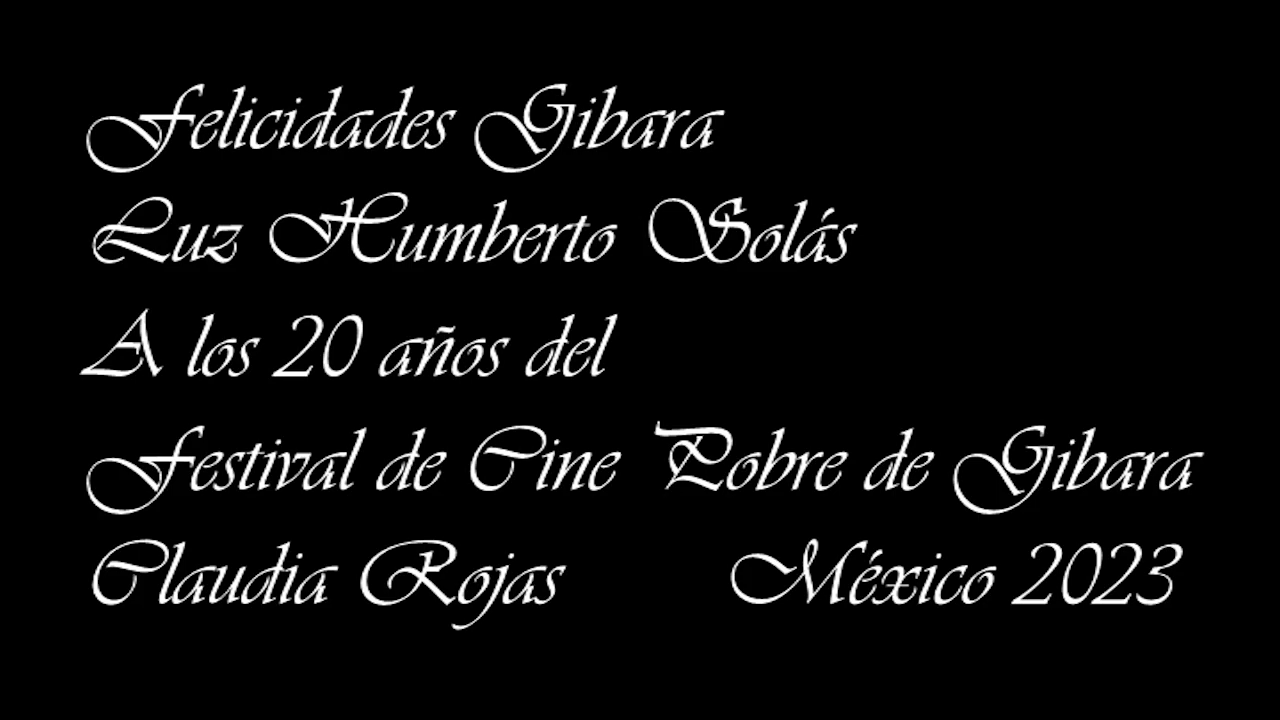 Felicidades Gibara
Luz Humberto Solás
A los 20 años del
Festival de Cine Pobre de Gibara
Claudia Rojas México 2023